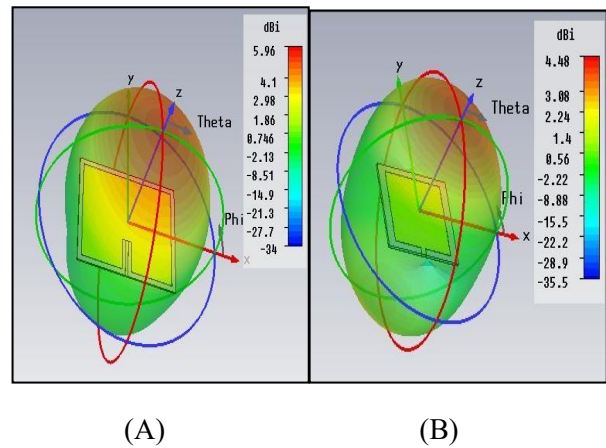 dBi
5.96
4.1
2.98
1.86
0.746
-2.13
-8.51
-14.9
-21.3
-27.7
-34
y
z
Theta
Phi
x
dBi
4.48
3.08
2.24
1.4
0.56
-2.22
-8.88
-15.5
-22.2
-28.9
-35.5
y
z
Theta
Phi
x
(A)
(B)